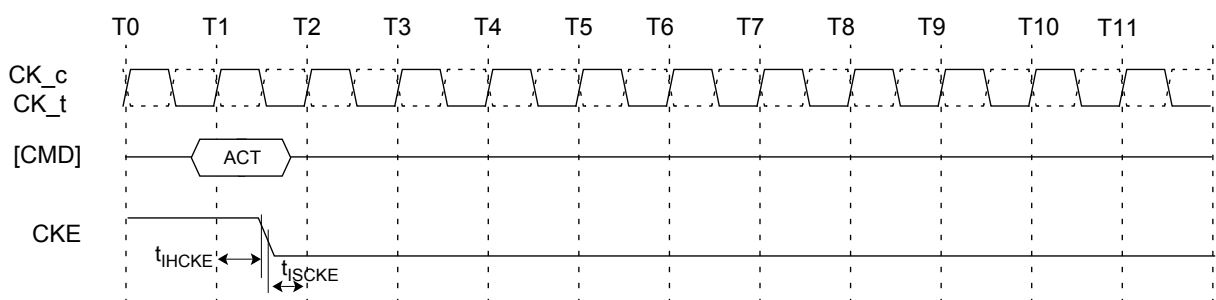 T0 T1 T2 T3 T4 T5 T6 T7 T8 T9 T10 T11
CK_c
CK_t
[CMD] ACT
CKE
tIHCKE
tISCKE